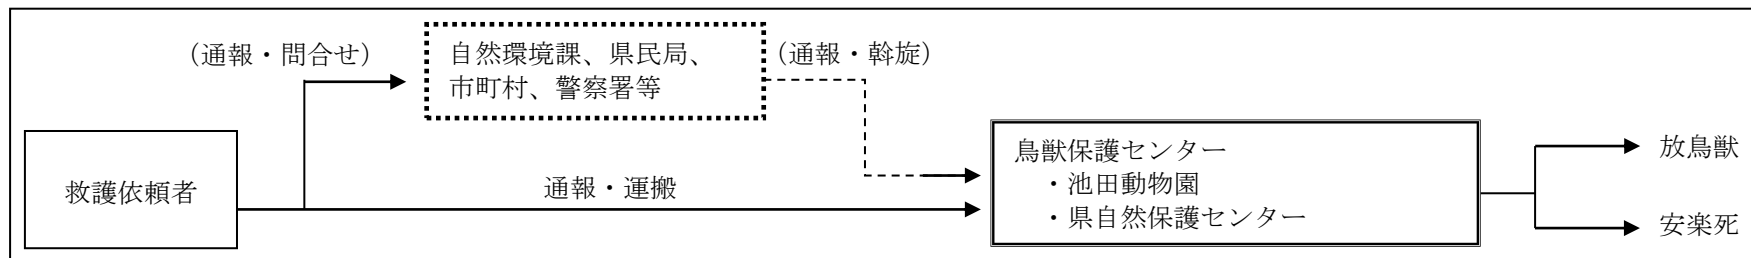 （通報・問合せ）
自然環境課、県民局、
市町村、警察署等
（通報・斡旋）
救護依頼者
通報・運搬
鳥獣保護センター
・池田動物園
・県自然保護センター
放鳥獣
安楽死